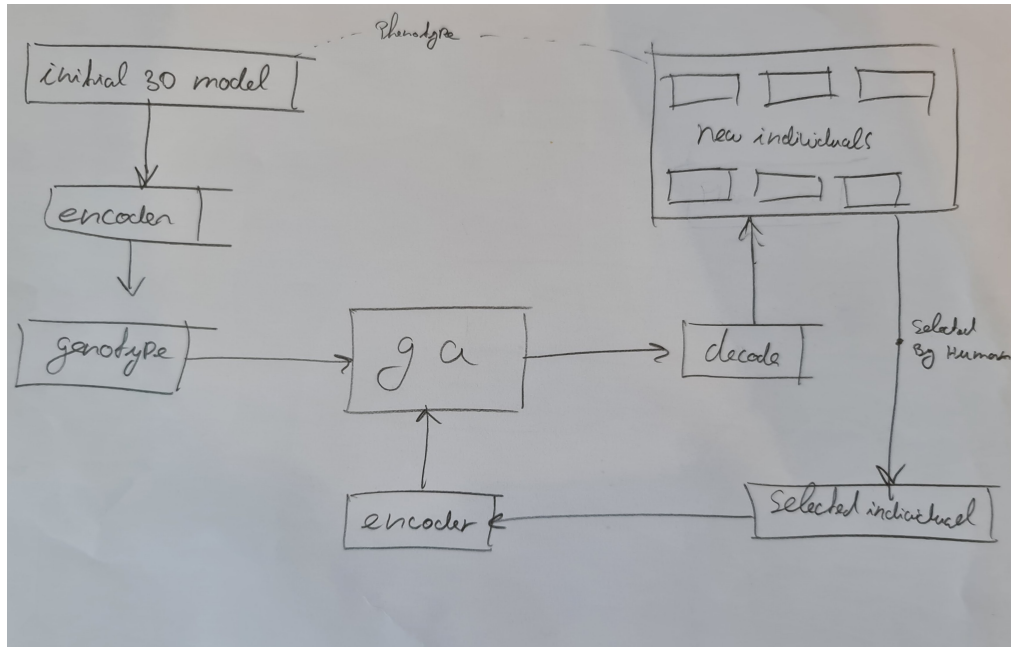 Phenotype
initial 3D model
new individuals
encoder
genotype
g a
decode
Selected
By Human
encoder
Selected individual